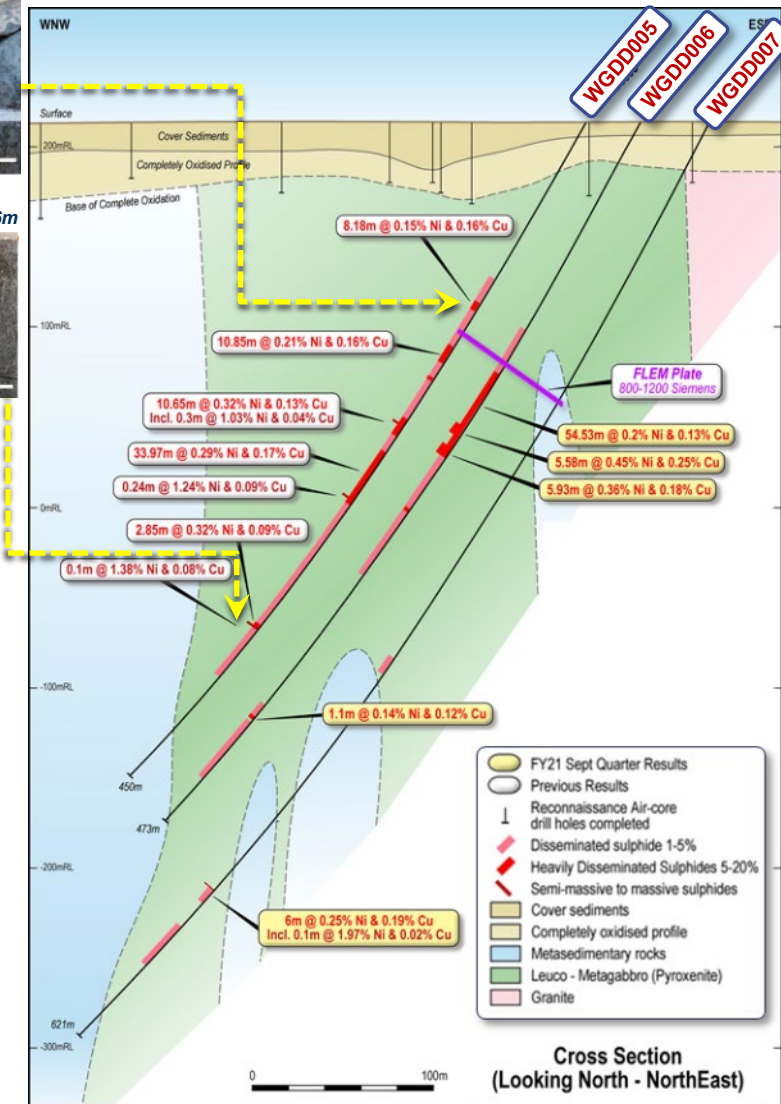 WNW
ES
WGDD005
WGDD006
WGDD007
Surface
200mRL
Cover Sediments
Completely Oxidised Profile
Base of Complete Oxidation
6m
8.18m @ 0.15% Ni & 0.16% Cu
100mRL
10.85m @ 0.21% Ni & 0.16% Cu
FLEM Plate
800-1200 Siemens
10.65m @ 0.32% Ni & 0.13% Cu
Incl. 0.3m @ 1.03% Ni & 0.04% Cu
54.53m @ 0.2% Ni & 0.13% Cu
33.97m @ 0.29% Ni & 0.17% Cu
5.58m @ 0.45% Ni & 0.25% Cu
0.24m @ 1.24% Ni & 0.09% Cu
5.93m @ 0.36% Ni & 0.18% Cu
0mRL
2.85m @ 0.32% Ni & 0.09% Cu
0.1m @ 1.38% Ni & 0.08% Cu
-100mRL
1.1m @ 0.14% Ni & 0.12% Cu
450m
473m
-200mRL
6m @ 0.25% Ni & 0.19% Cu
Incl. 0.1m @ 1.97% Ni & 0.02% Cu
621m
-300mRL
FY21 Sept Quarter Results
Previous Results
Reconnaissance Air-core
drill holes completed
Disseminated sulphide 1-5%
Heavily Disseminated Sulphides 5-20%
Semi-massive to massive sulphides
Cover sediments
Completely oxidised profile
Metasedimentary rocks
Leuco - Metagabbro (Pyroxenite)
Granite
Cross Section
(Looking North - NorthEast)
0
100m